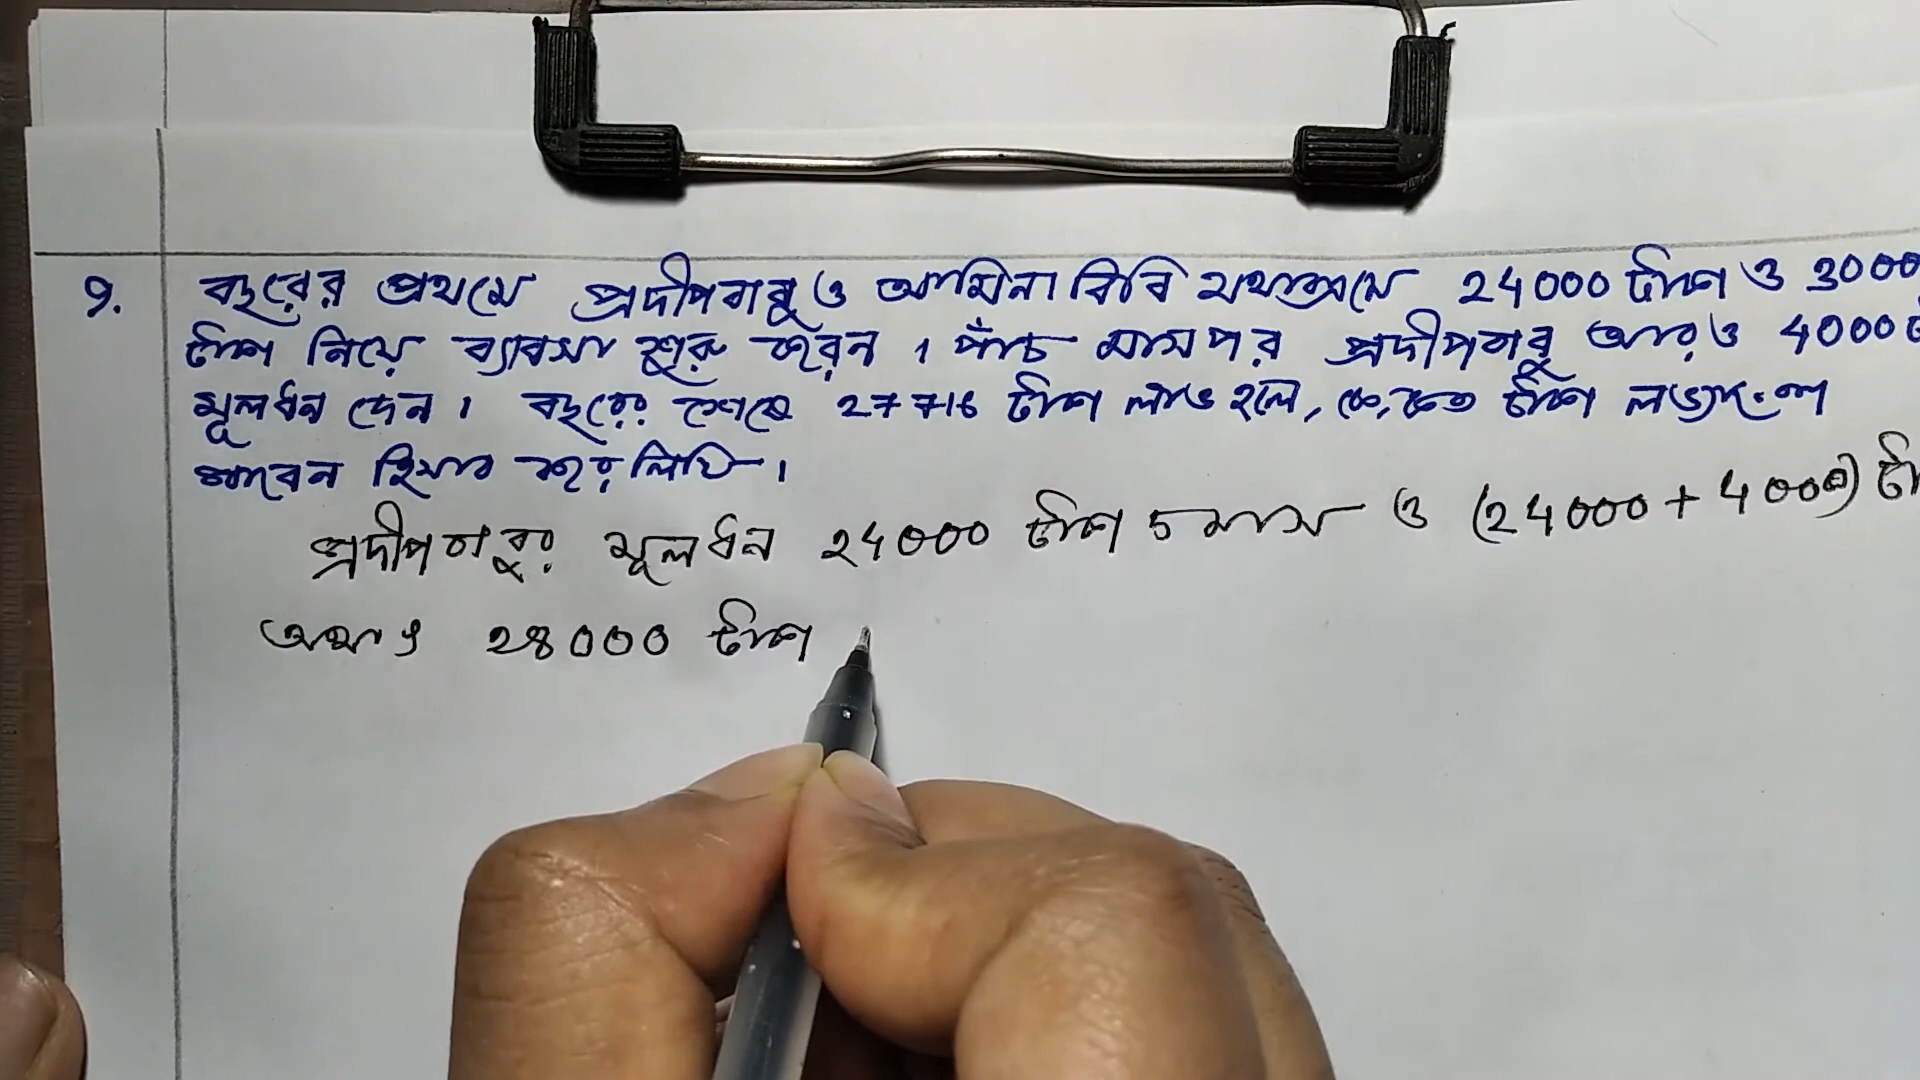 9. বছরের প্রথমে প্রদীপবাবু ও আমিনা বিবি যথাক্রমে 24000 টাকা ও 3000
টাকা নিয়ে ব্যবসা শুরু করেন । পাঁচ মাস পর প্রদীপবাবু আরও 4000 ট
মূলধন দেন । বছরের শেষে 27716 টাকা লাভ হলে, কে, কত টাকা লভ্যাংশ
পাবেন হিসাব করে লিখি ।
প্রদীপবাবুর মূলধন 24000 টাকা 5 মাস ও (24000 + 4000) টা
অর্থাৎ 28000 টাকা